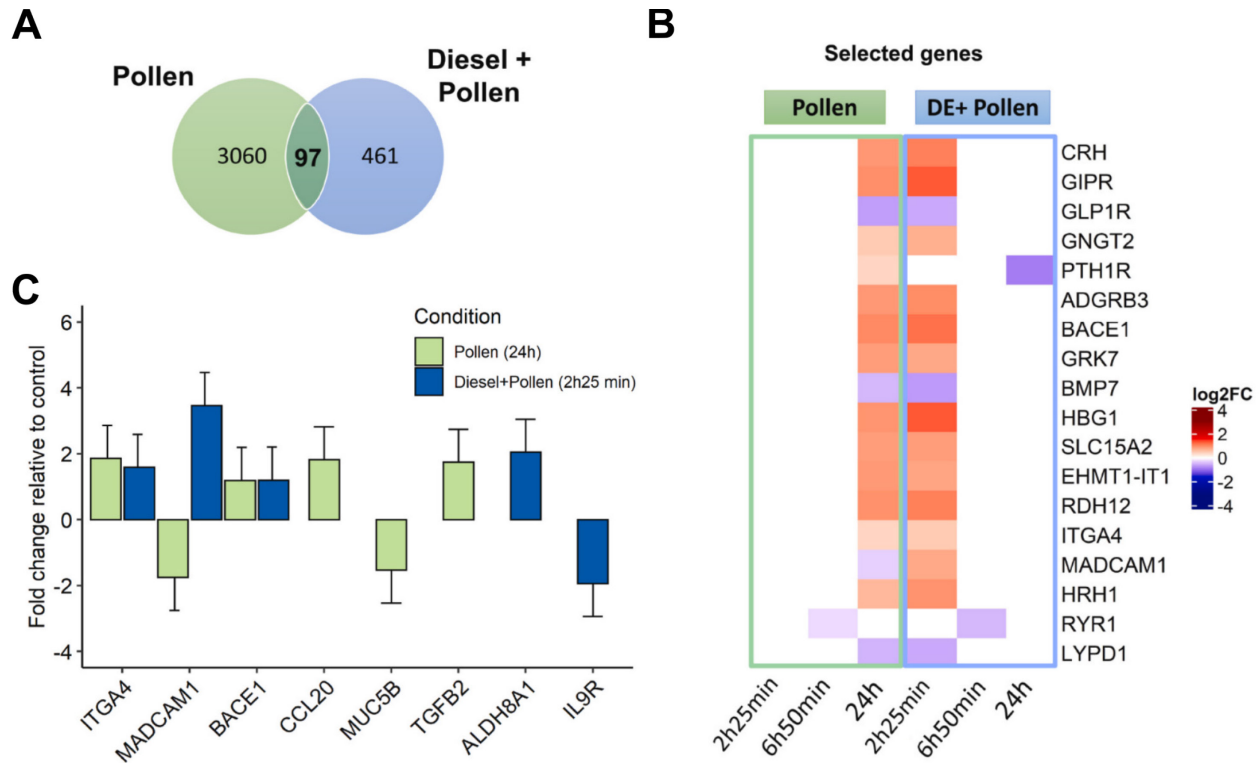 A
Pollen
Diesel +
Pollen
3060
97
461
B
Selected genes
Pollen
DE+ Pollen
CRH
GIPR
GLP1R
GNGT2
PTH1R
ADGRB3
BACE1
GRK7
BMP7
HBG1
SLC15A2
EHMT1-IT1
RDH12
ITGA4
MADCAM1
HRH1
RYR1
LYPD1
2h25min
6h50min
24h
2h25min
6h50min
24h
log2FC
4
2
0
-2
-4
C
Fold change relative to control
6
4
2
0
-2
-4
Condition
Pollen (24h)
Diesel+Pollen (2h25 min)
ITGA4
MADCAM1
BACE1
CCL20
MUC5B
TGFB2
ALDH8A1
IL9R